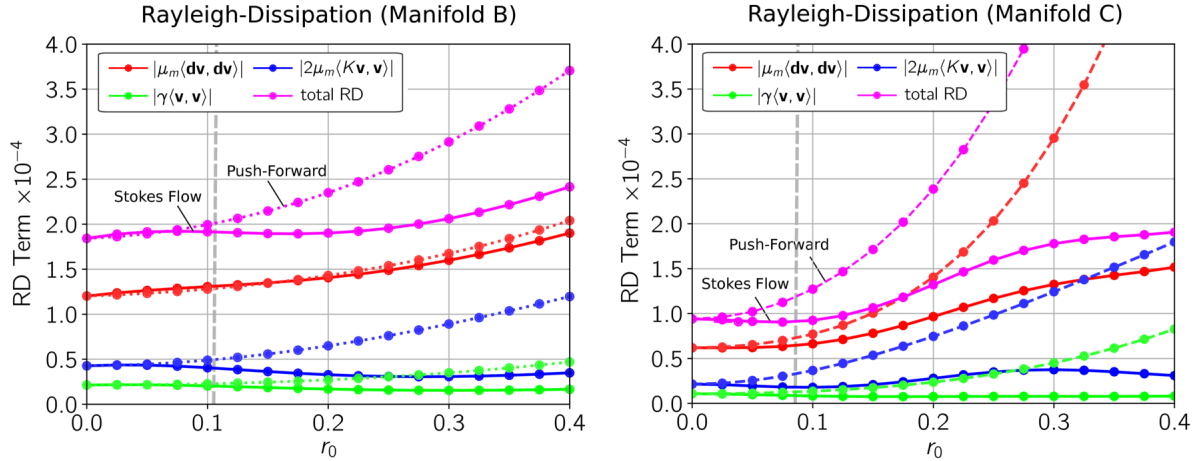 Rayleigh-Dissipation (Manifold B)
RD Term ×10⁻⁴
4.0
3.5
3.0
2.5
2.0
1.5
1.0
0.5
0.0
|μₘ⟨dv, dv⟩|
|2μₘ⟨Kv, v⟩|
|γ⟨v, v⟩|
total RD
Push-Forward
Stokes Flow
0.0 0.1 0.2 0.3 0.4
r₀
Rayleigh-Dissipation (Manifold C)
RD Term ×10⁻⁴
4.0
3.5
3.0
2.5
2.0
1.5
1.0
0.5
0.0
|μₘ⟨dv, dv⟩|
|2μₘ⟨Kv, v⟩|
|γ⟨v, v⟩|
total RD
Push-Forward
Stokes Flow
0.0 0.1 0.2 0.3 0.4
r₀